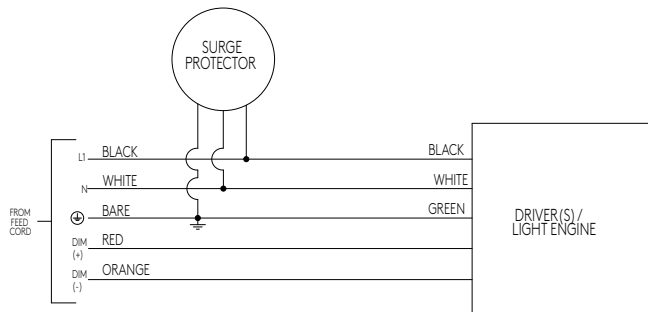 SURGE
PROTECTOR
L1 BLACK BLACK
N WHITE WHITE
BARE GREEN
DIM
(+)
RED
DIM
(-)
ORANGE
FROM
FEED
CORD
DRIVER(S) /
LIGHT ENGINE